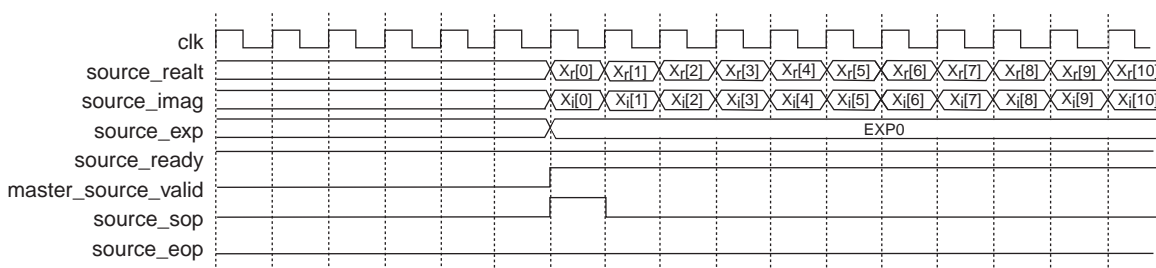 clk
source_realt Xr[0] Xr[1] Xr[2] Xr[3] Xr[4] Xr[5] Xr[6] Xr[7] Xr[8] Xr[9] Xr[10]
source_imag Xi[0] Xi[1] Xi[2] Xi[3] Xi[4] Xi[5] Xi[6] Xi[7] Xi[8] Xi[9] Xi[10]
source_exp EXP0
source_ready
master_source_valid
source_sop
source_eop